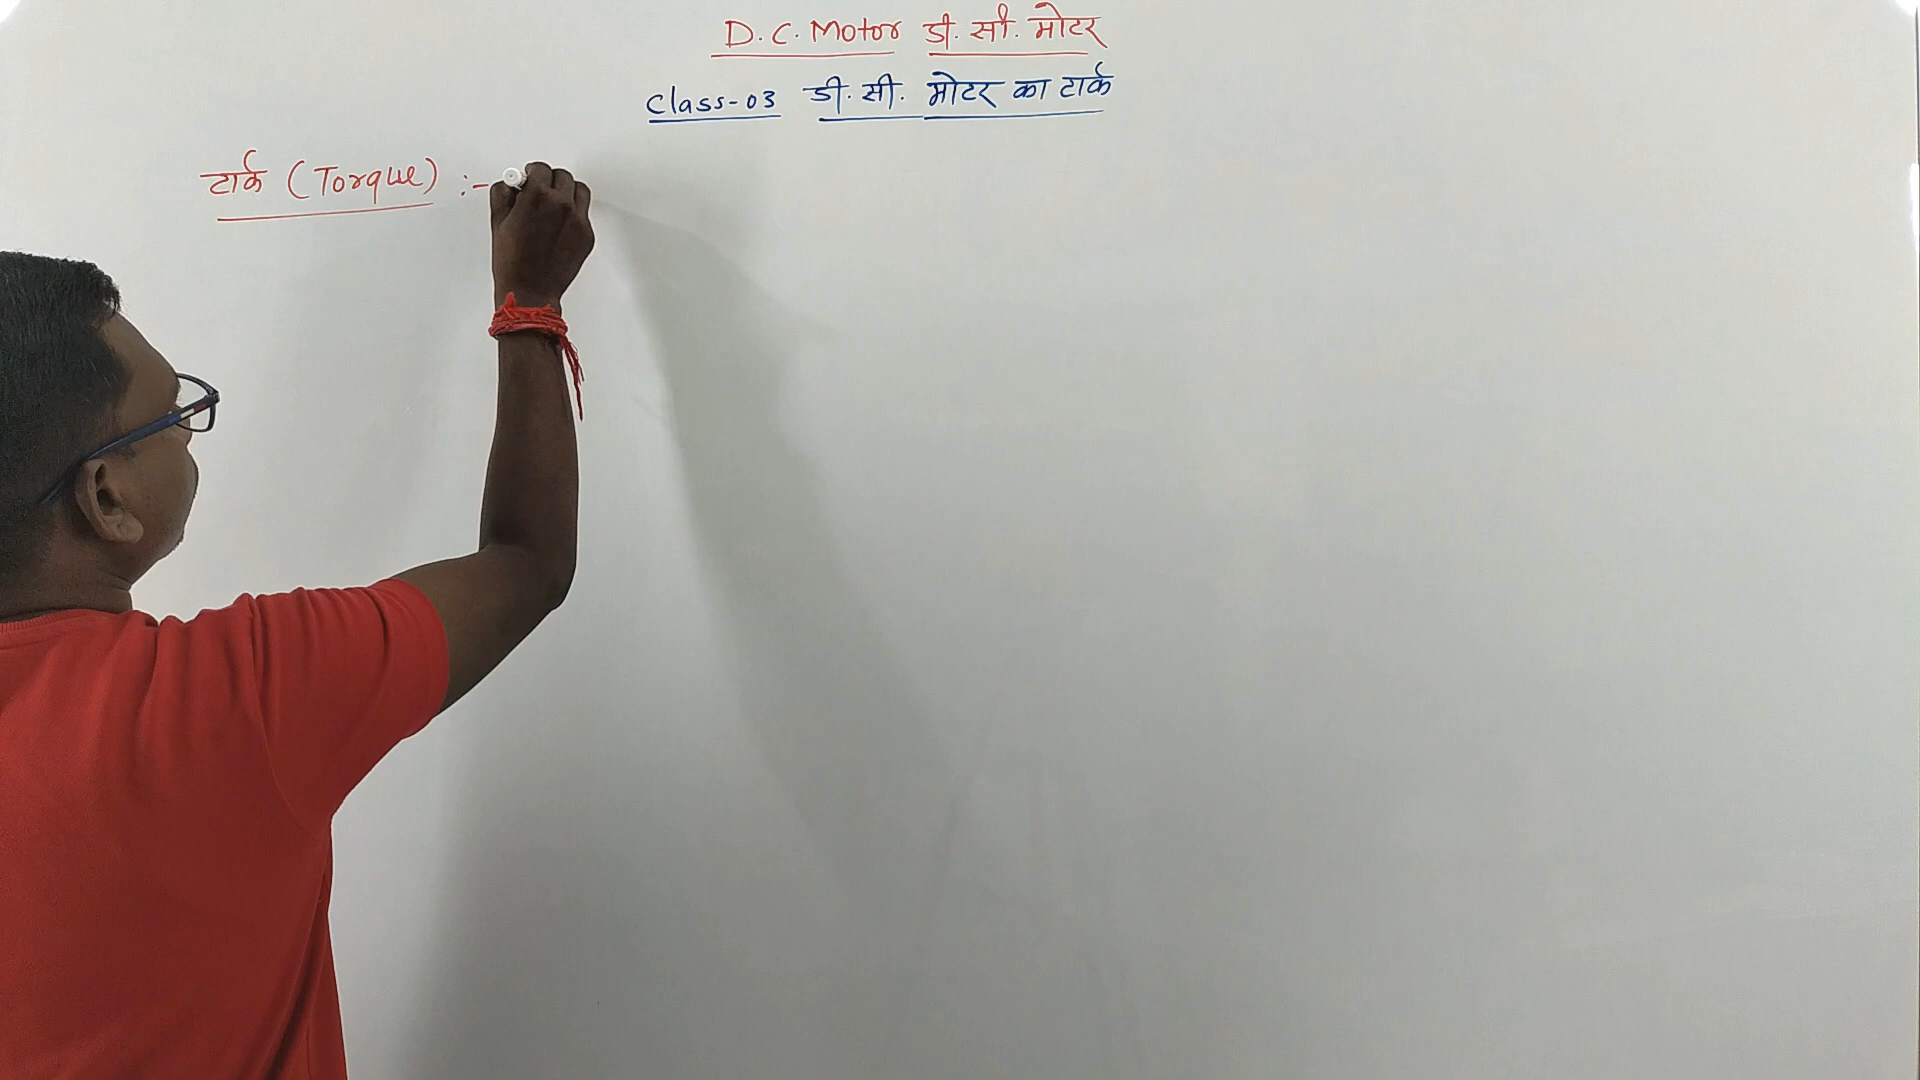 D.C. Motor डी.सी. मोटर
Class-03 डी.सी. मोटर का टार्क
टार्क (Torque) :-